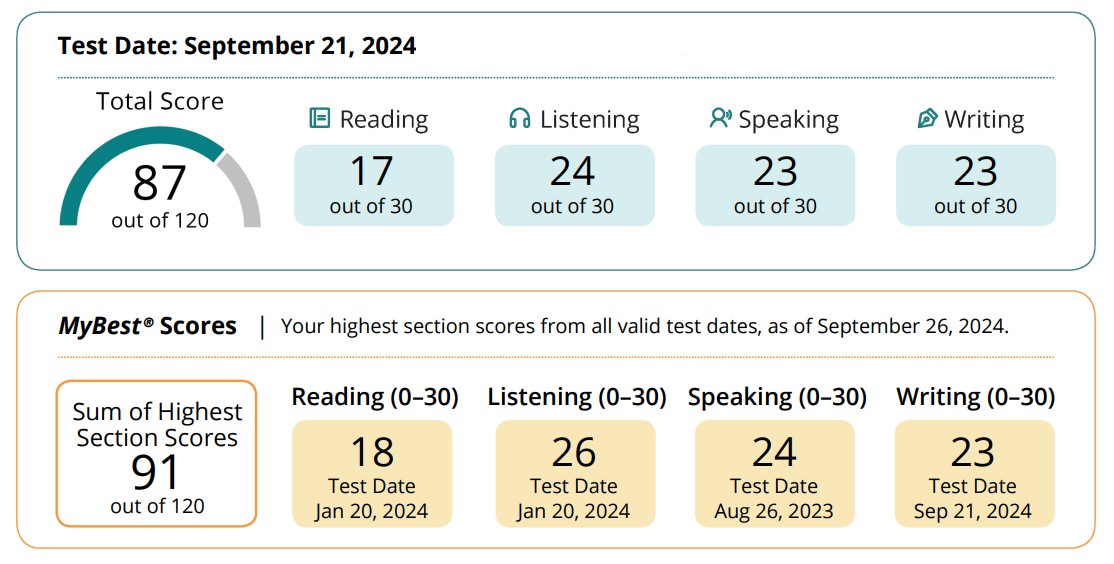 Test Date: September 21, 2024
Total Score
87
out of 120
Reading
17
out of 30
Listening
24
out of 30
Speaking
23
out of 30
Writing
23
out of 30
MyBest® Scores | Your highest section scores from all valid test dates, as of September 26, 2024.
Sum of Highest
Section Scores
91
out of 120
Reading (0–30)
18
Test Date
Jan 20, 2024
Listening (0–30)
26
Test Date
Jan 20, 2024
Speaking (0–30)
24
Test Date
Aug 26, 2023
Writing (0–30)
23
Test Date
Sep 21, 2024